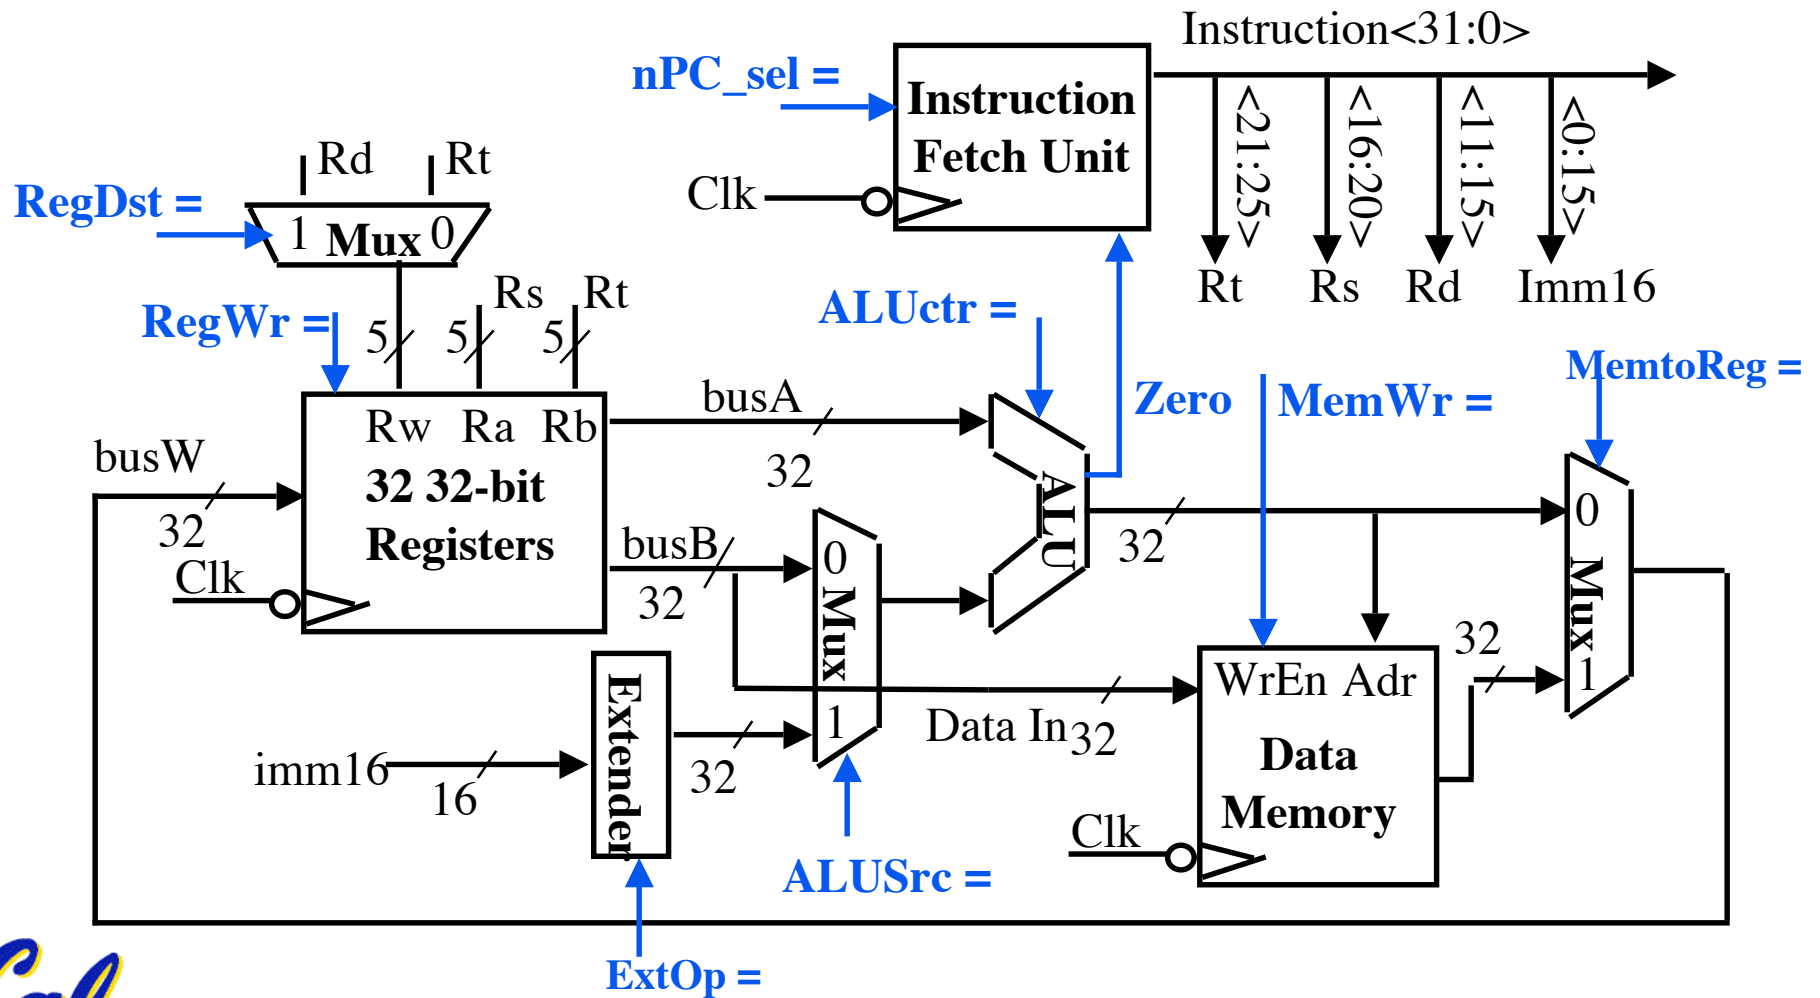 Instruction<31:0>
nPC_sel =
Instruction
Fetch Unit
Clk
<21:25>
<16:20>
<11:15>
<0:15>
Rt
Rs
Rd
Imm16
Rd
Rt
RegDst =
1 Mux 0
Rs
Rt
RegWr =
5
5
5
ALUctr =
Zero
MemWr =
MemtoReg =
busA
32
Rw Ra Rb
32 32-bit
Registers
busW
32
Clk
busB
32
0
Mux
1
ALU
32
0
Mux
1
32
Extender
imm16
16
32
Data In
32
WrEn Adr
Data
Memory
Clk
ALUSrc =
ExtOp =
Cal